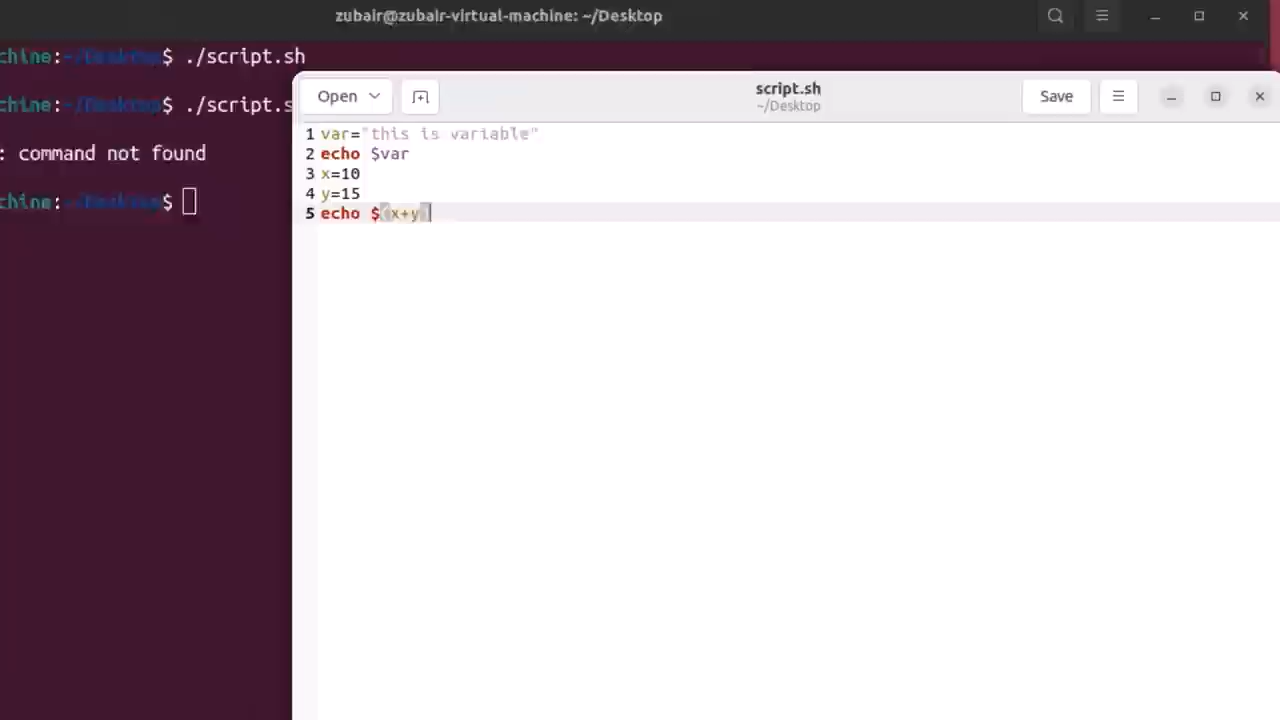 zubair@zubair-virtual-machine: ~/Desktop
chine:~/Desktop$ ./script.sh
chine:~/Desktop$ ./script.s
: command not found
chine:~/Desktop$
Open
script.sh
~/Desktop
Save
1 var="this is variable"
2 echo $var
3 x=10
4 y=15
5 echo $(x+y)